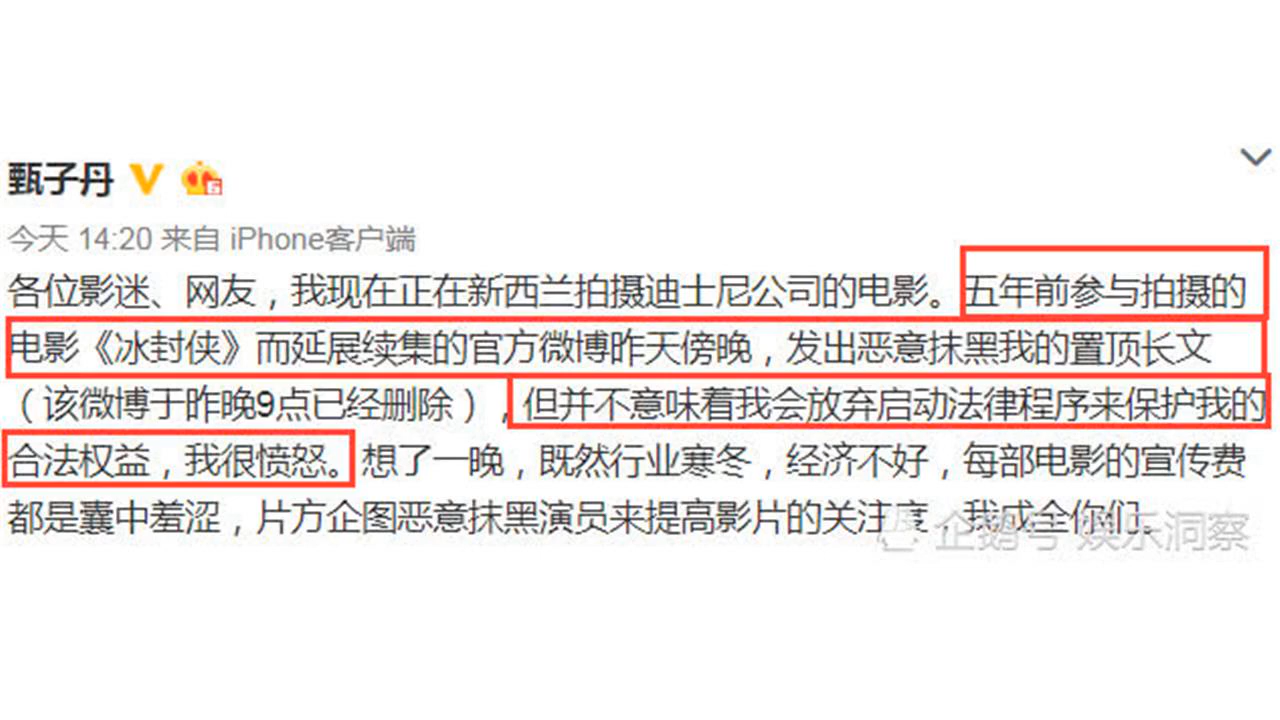 甄子丹
今天 14:20 来自 iPhone客户端
各位影迷、网友，我现在正在新西兰拍摄迪士尼公司的电影。五年前参与拍摄的
电影《冰封侠》而延展续集的官方微博昨天傍晚，发出恶意抹黑我的置顶长文
（该微博于昨晚9点已经删除），但并不意味着我会放弃启动法律程序来保护我的
合法权益，我很愤怒。想了一晚，既然行业寒冬，经济不好，每部电影的宣传费
都是囊中羞涩，片方企图恶意抹黑演员来提高影片的关注度，我成全你们。
企鹅号 娱乐洞察